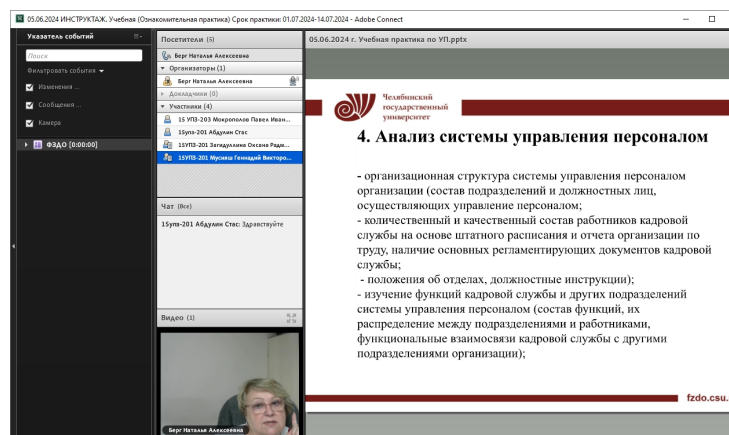 05.06.2024 ИНСТРУКТАЖ. Учебная (Ознакомительная практика) Срок практики: 01.07.2024-14.07.2024 - Adobe Connect
Указатель событий
Поиск
Фильтровать события
Изменения ...
Сообщения ...
Камера
ФЗДО [0:00:00]
Посетители (5)
Берг Наталья Алексеевна
Организаторы (1)
Берг Наталья Алексеевна
Докладчики (0)
Участники (4)
15 УПЗ-203 Мокрополов Павел Иван...
15упз-201 Абдулин Стас
15УПЗ-201 Загидуллина Оксана Радм...
15УПЗ-201 Мусияш Геннадий Викторо...
Чат (Все)
15упз-201 Абдулин Стас: Здравствуйте
Видео (1)
Берг Наталья Алексеевна
05.06.2024 г. Учебная практика по УП.pptx
Челябинский
государственный
университет
4. Анализ системы управления персоналом
- организационная структура системы управления персоналом
организации (состав подразделений и должностных лиц,
осуществляющих управление персоналом;
- количественный и качественный состав работников кадровой
службы на основе штатного расписания и отчета организации по
труду, наличие основных регламентирующих документов кадровой
службы;
- положения об отделах, должностные инструкции);
- изучение функций кадровой службы и других подразделений
системы управления персоналом (состав функций, их
распределение между подразделениями и работниками,
функциональные взаимосвязи кадровой службы с другими
подразделениями организации);
fzdo.csu.